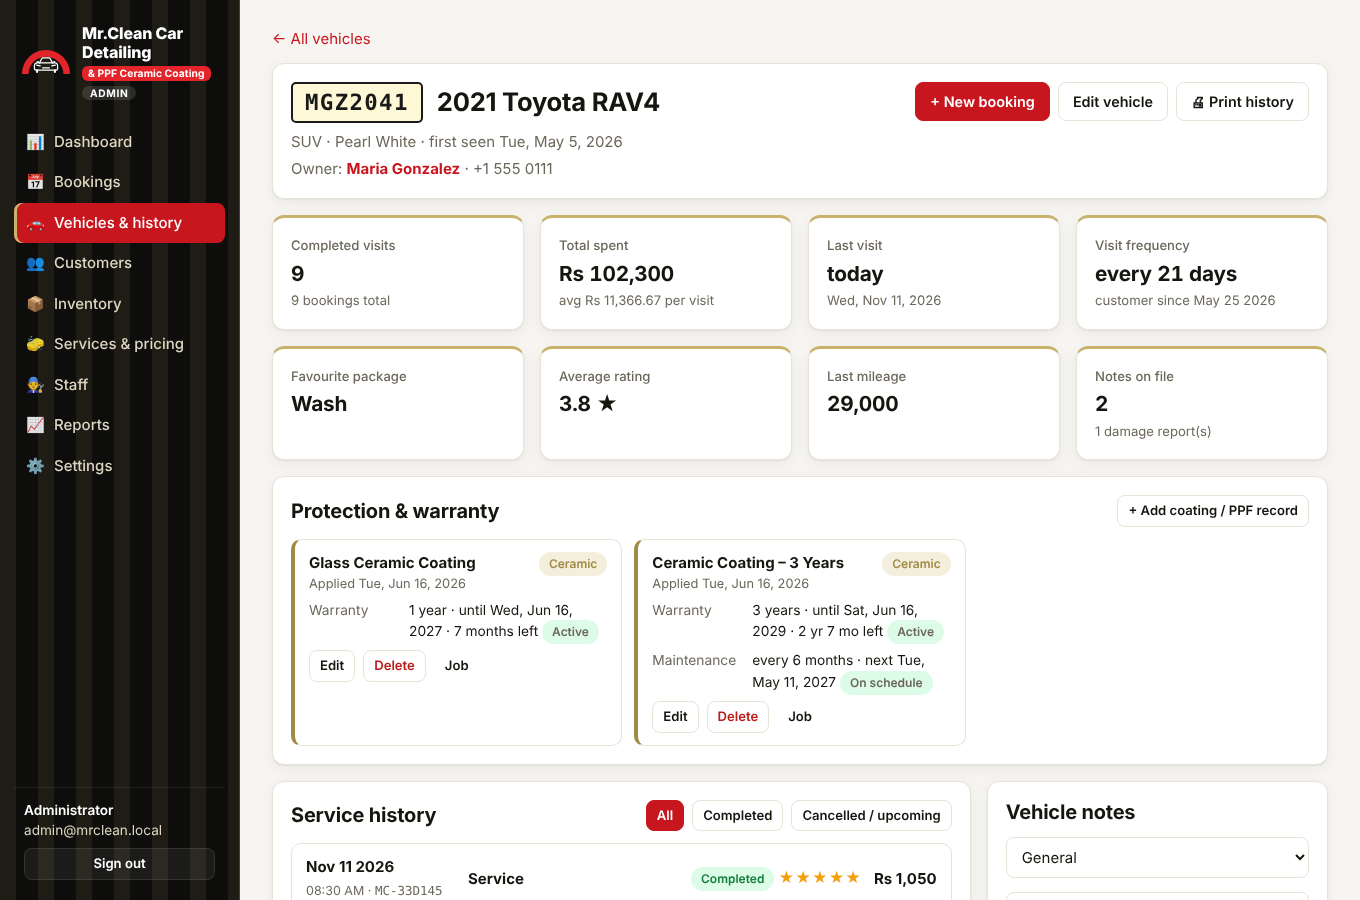 Mr.Clean Car
Detailing
& PPF Ceramic Coating
ADMIN
Dashboard
Bookings
Vehicles & history
Customers
Inventory
Services & pricing
Staff
Reports
Settings
Administrator
admin@mrclean.local
Sign out
← All vehicles
MGZ2041 2021 Toyota RAV4
+ New booking Edit vehicle Print history
SUV · Pearl White · first seen Tue, May 5, 2026
Owner: Maria Gonzalez · +1 555 0111
Completed visits
9
9 bookings total
Total spent
Rs 102,300
avg Rs 11,366.67 per visit
Last visit
today
Wed, Nov 11, 2026
Visit frequency
every 21 days
customer since May 25 2026
Favourite package
Wash
Average rating
3.8 ★
Last mileage
29,000
Notes on file
2
1 damage report(s)
Protection & warranty
+ Add coating / PPF record
Glass Ceramic Coating Ceramic
Applied Tue, Jun 16, 2026
Warranty 1 year · until Wed, Jun 16,
2027 · 7 months left Active
Edit Delete Job
Ceramic Coating – 3 Years Ceramic
Applied Tue, Jun 16, 2026
Warranty 3 years · until Sat, Jun 16,
2029 · 2 yr 7 mo left Active
Maintenance every 6 months · next Tue,
May 11, 2027 On schedule
Edit Delete Job
Service history
All Completed Cancelled / upcoming
Nov 11 2026
08:30 AM · MC-33D145
Service
Completed ★★★★★ Rs 1,050
Vehicle notes
General